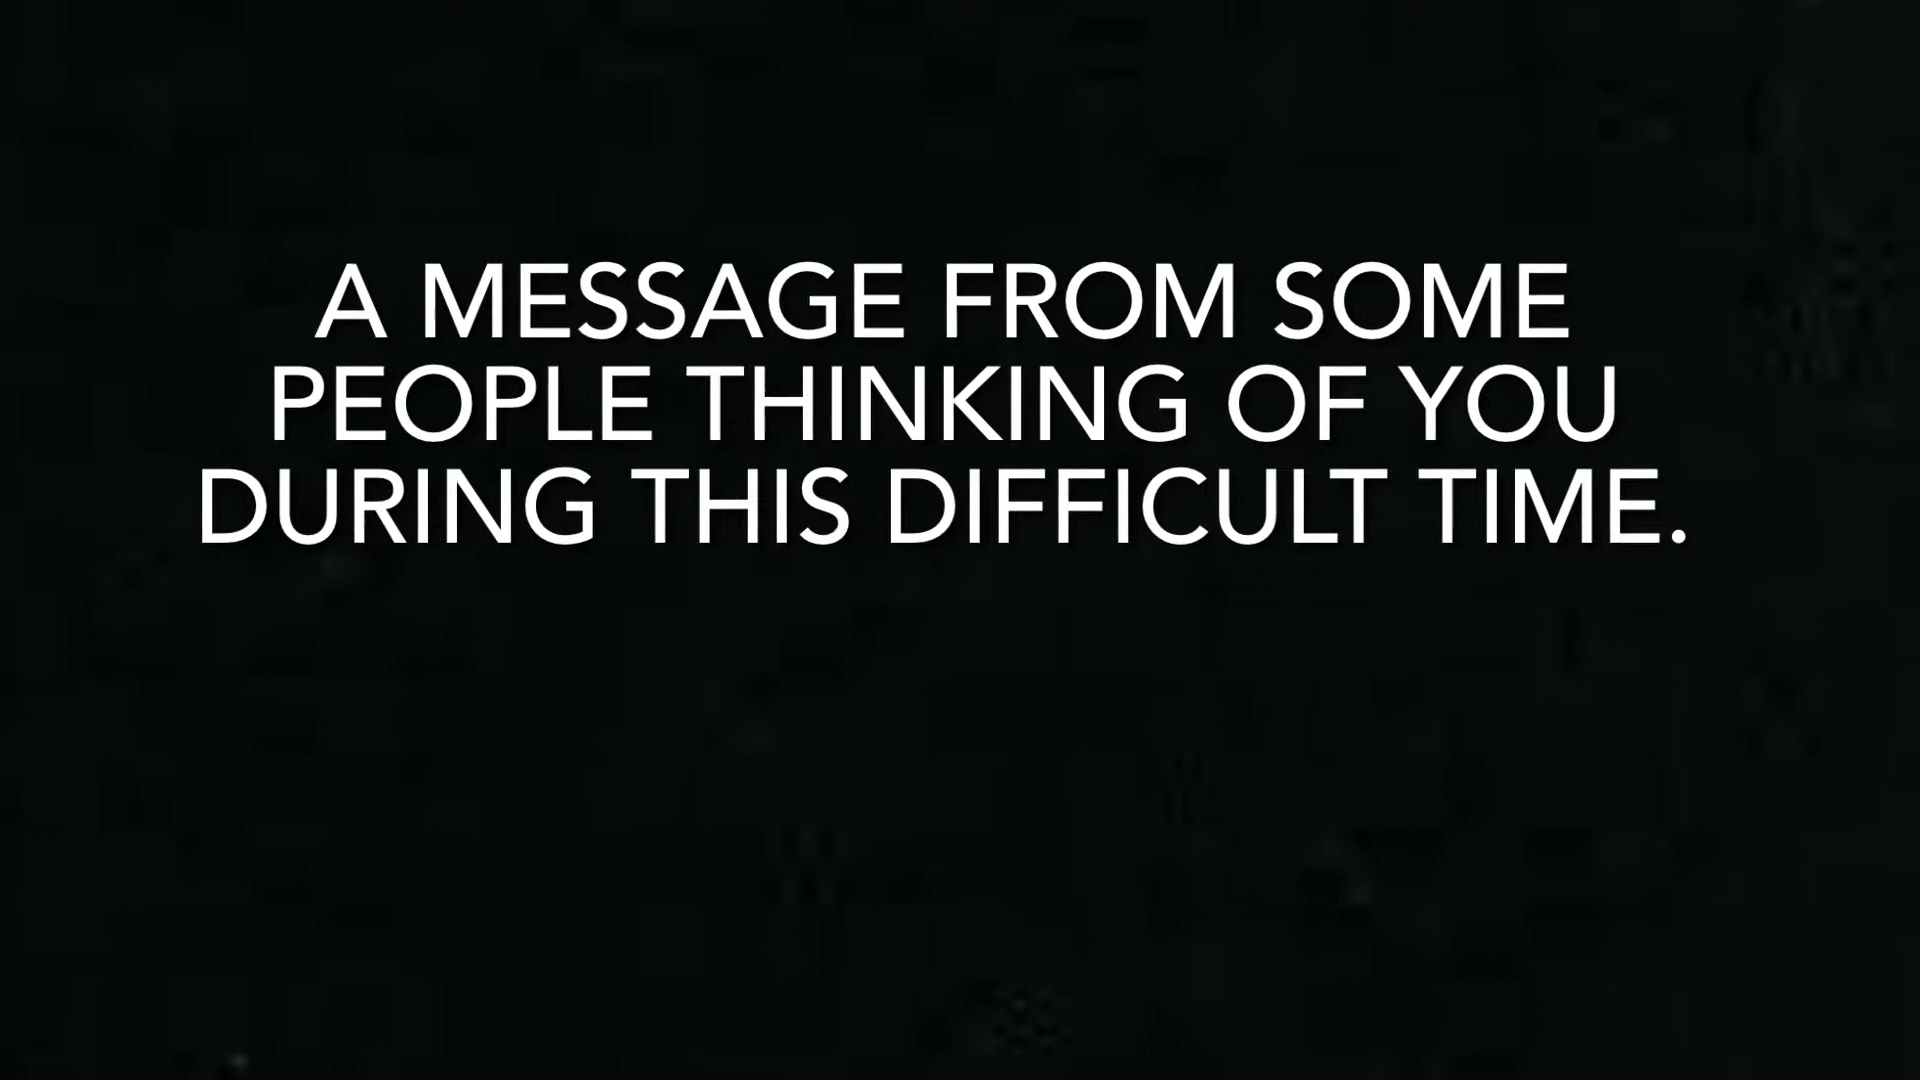 A MESSAGE FROM SOME
PEOPLE THINKING OF YOU
DURING THIS DIFFICULT TIME.